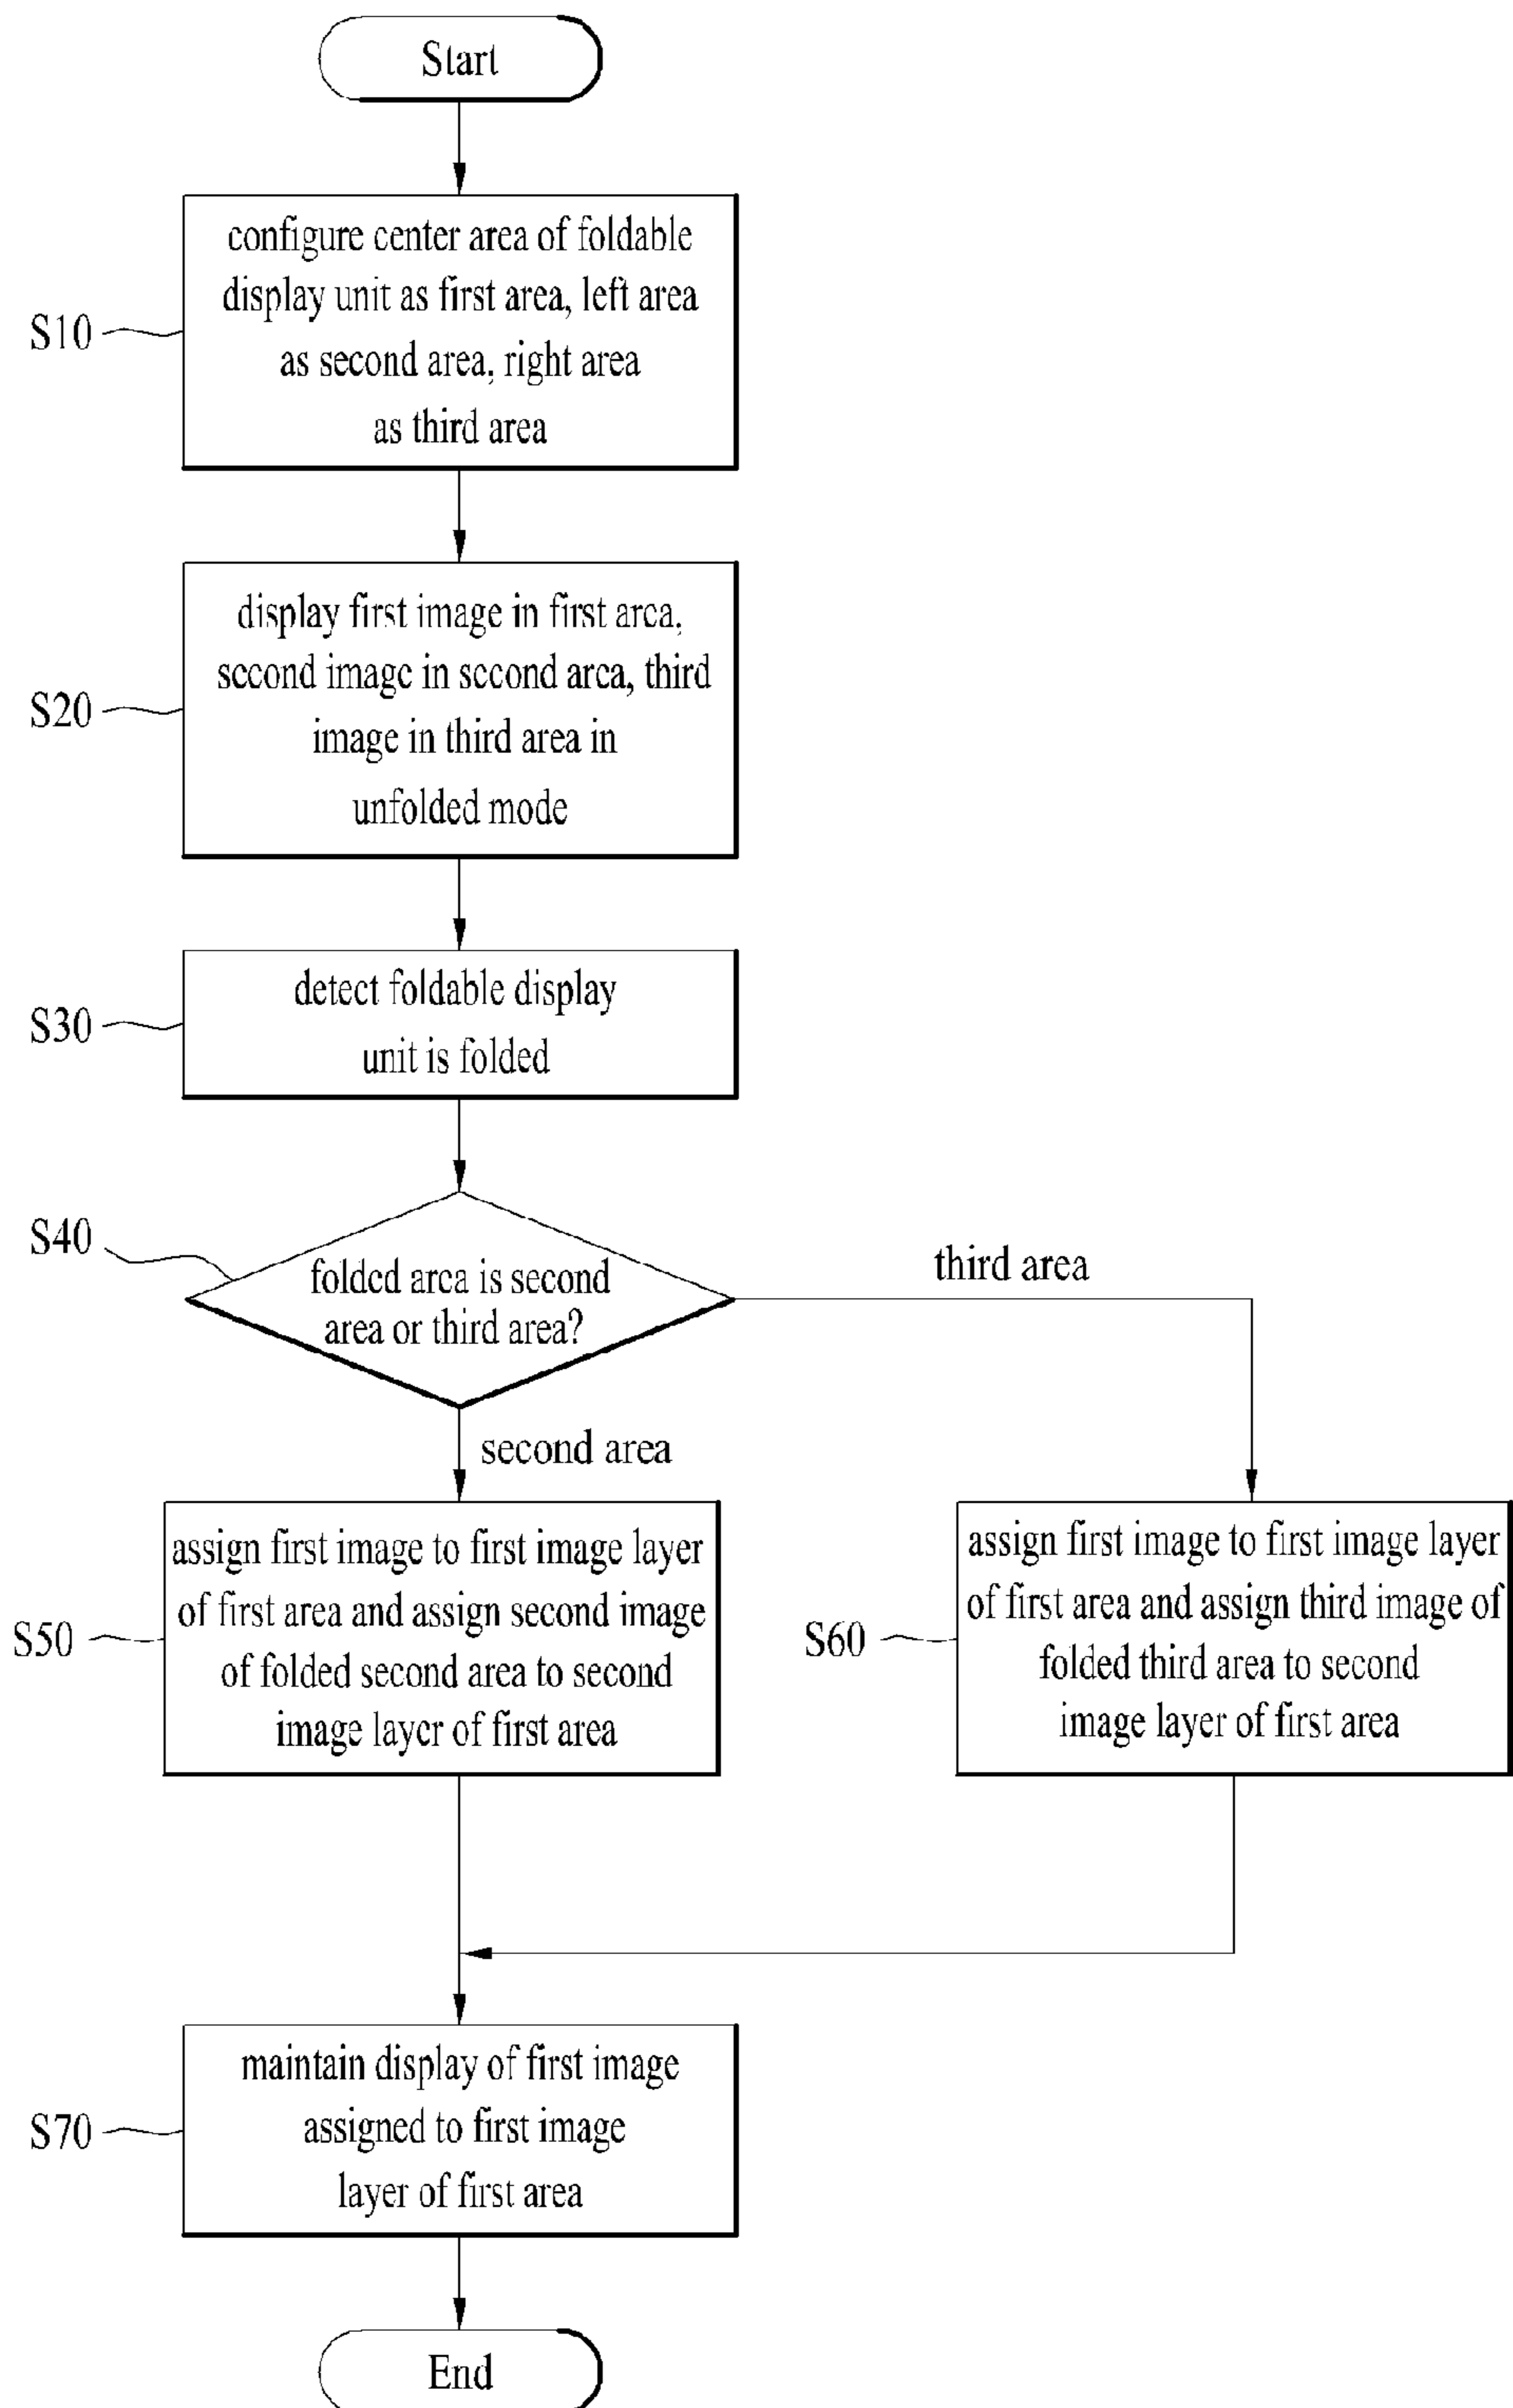 Start
S10
configure center area of foldable
display unit as first area, left area
as second area, right area
as third area
S20
display first image in first area,
second image in second area, third
image in third area in
unfolded mode
S30
detect foldable display
unit is folded
S40
folded area is second
area or third area?
third area
second area
S50
assign first image to first image layer
of first area and assign second image
of folded second area to second
image layer of first area
S60
assign first image to first image layer
of first area and assign third image of
folded third area to second
image layer of first area
S70
maintain display of first image
assigned to first image
layer of first area
End